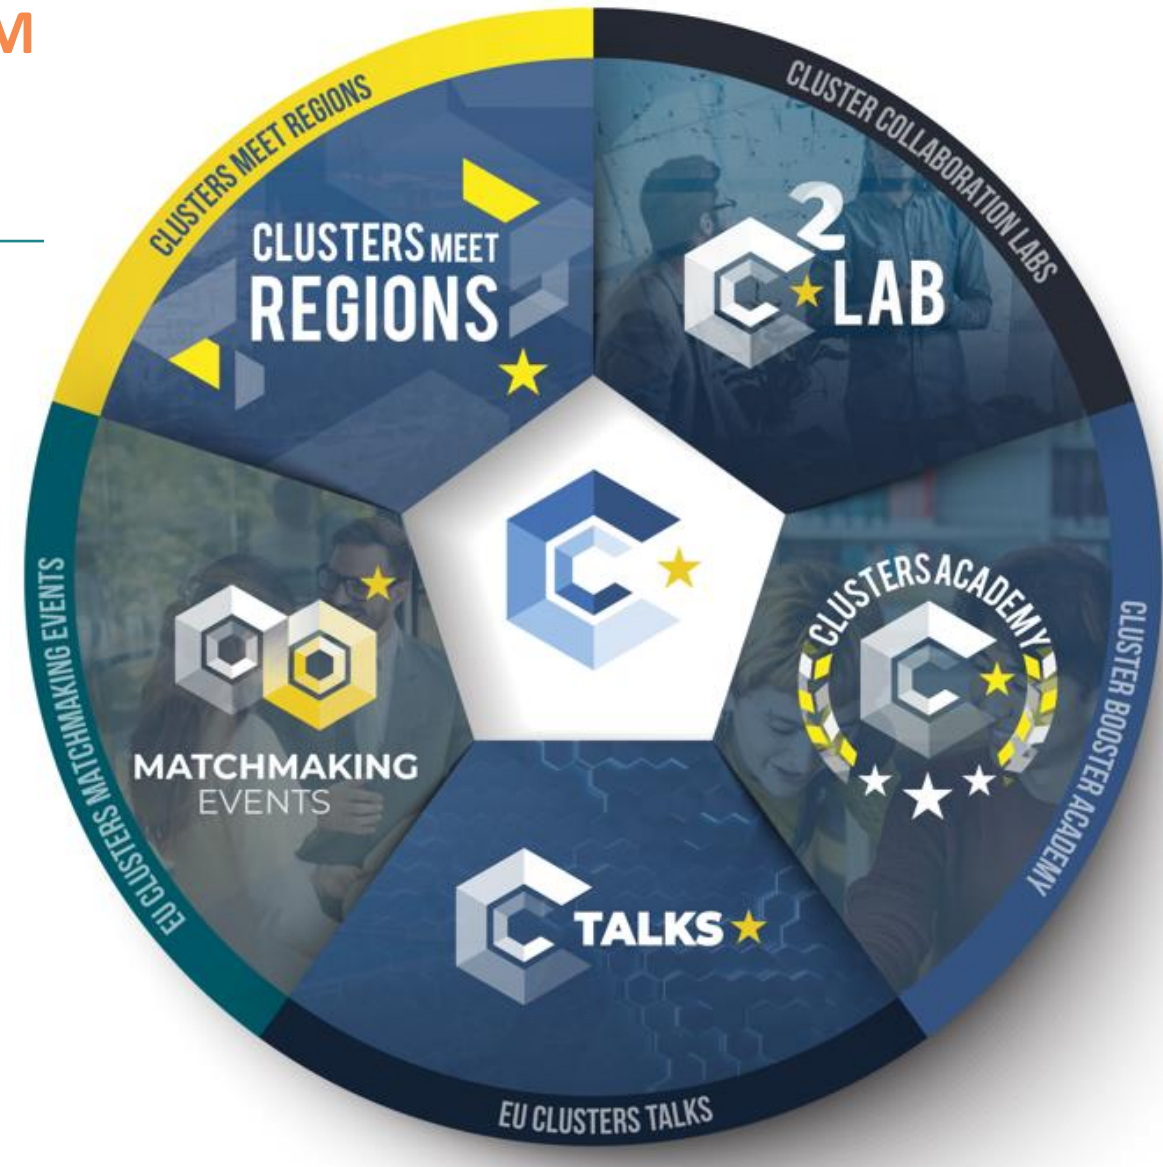 M
CLUSTERS MEET REGIONS
CLUSTER COLLABORATION LABS
CLUSTERS MEET
REGIONS
2
LAB
CLUSTERS ACADEMY
CLUSTER BOOSTER ACADEMY
EU CLUSTERS MATCHMAKING EVENTS
MATCHMAKING
EVENTS
TALKS
EU CLUSTERS TALKS